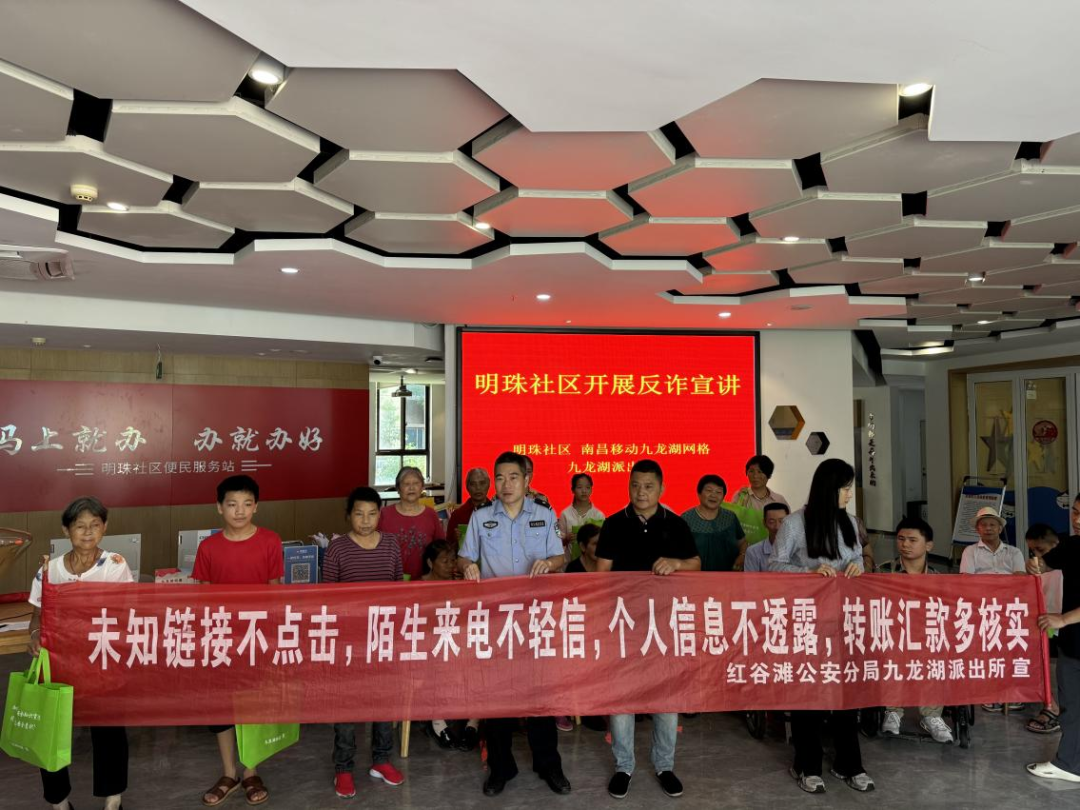 明珠社区开展反诈宣讲
明珠社区 南昌移动九龙湖网格
九龙湖派出
马上就办 办就办好
明珠社区便民服务站
未知链接不点击，陌生来电不轻信，个人信息不透露，转账汇款多核实
红谷滩公安分局九龙湖派出所 宣